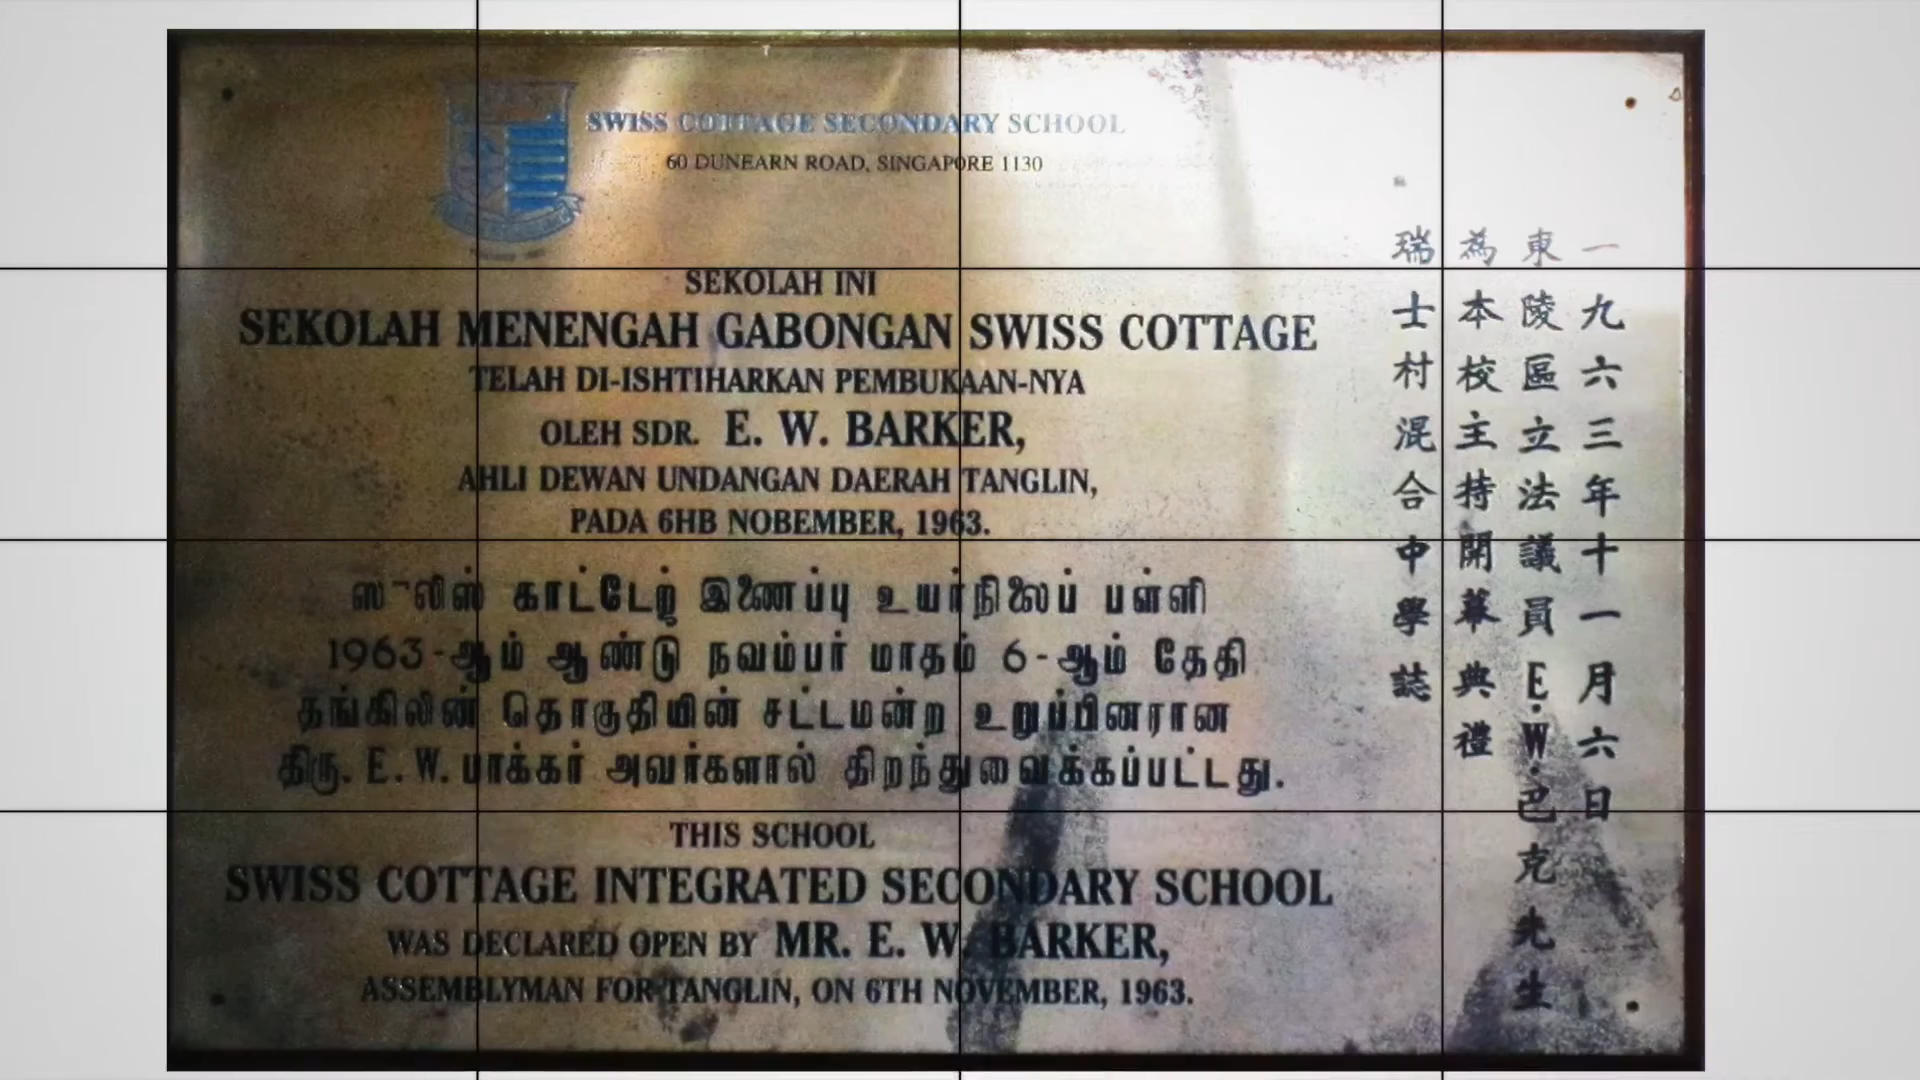 SWISS COTTAGE SECONDARY SCHOOL
60 DUNEARN ROAD, SINGAPORE 1130
SEKOLAH INI
SEKOLAH MENENGAH GABONGAN SWISS COTTAGE
TELAH DI-ISHTIHARKAN PEMBUKAAN-NYA
OLEH SDR. E. W. BARKER,
AHLI DEWAN UNDANGAN DAERAH TANGLIN,
PADA 6HB NOBEMBER, 1963.
காட்டேஜ் இணைப்பு உயர்நிலைப் பள்ளி
1963-ஆம் ஆண்டு நவம்பர் மாதம் 6-ஆம் தேதி
தங்கிலின் தொகுதியின் சட்டமன்ற உறுப்பினரான
திரு. E. W. பாக்கர் அவர்களால் திறந்துவைக்கப்பட்டது.
THIS SCHOOL
SWISS COTTAGE INTEGRATED SECONDARY SCHOOL
WAS DECLARED OPEN BY MR. E. W. BARKER,
ASSEMBLYMAN FOR TANGLIN, ON 6TH NOVEMBER, 1963.
一九六三年十一月六日
東陵區立法議員E.W.巴克先生
為本校主持開幕典禮
瑞士村混合中學誌